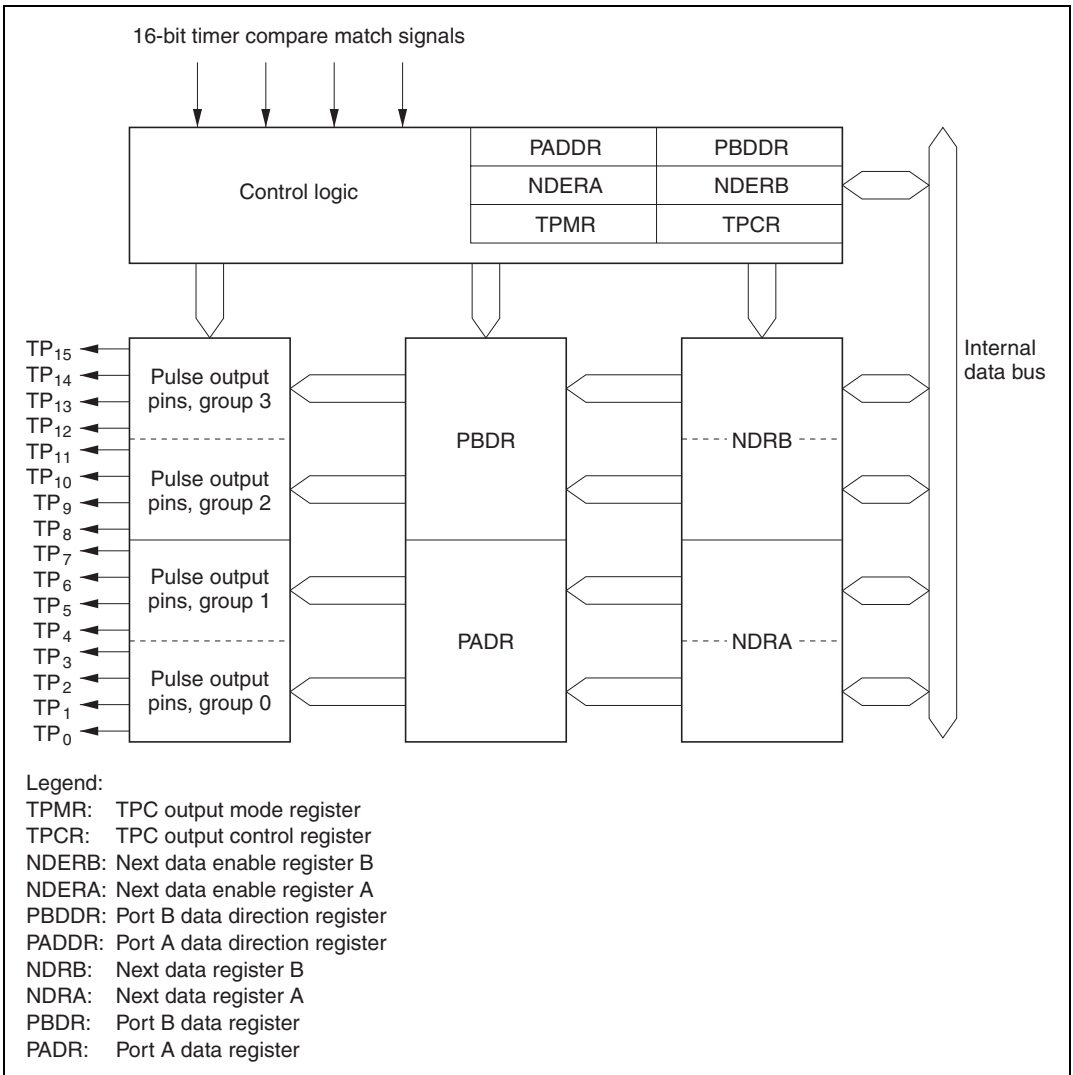 16-bit timer compare match signals
Control logic
PADDR PBDDR
NDERA NDERB
TPMR TPCR
Internal
data bus
TP15
TP14
TP13
TP12
TP11
TP10
TP9
TP8
TP7
TP6
TP5
TP4
TP3
TP2
TP1
TP0
Pulse output
pins, group 3
Pulse output
pins, group 2
Pulse output
pins, group 1
Pulse output
pins, group 0
PBDR
PADR
NDRB
NDRA
Legend:
TPMR: TPC output mode register
TPCR: TPC output control register
NDERB: Next data enable register B
NDERA: Next data enable register A
PBDDR: Port B data direction register
PADDR: Port A data direction register
NDRB: Next data register B
NDRA: Next data register A
PBDR: Port B data register
PADR: Port A data register